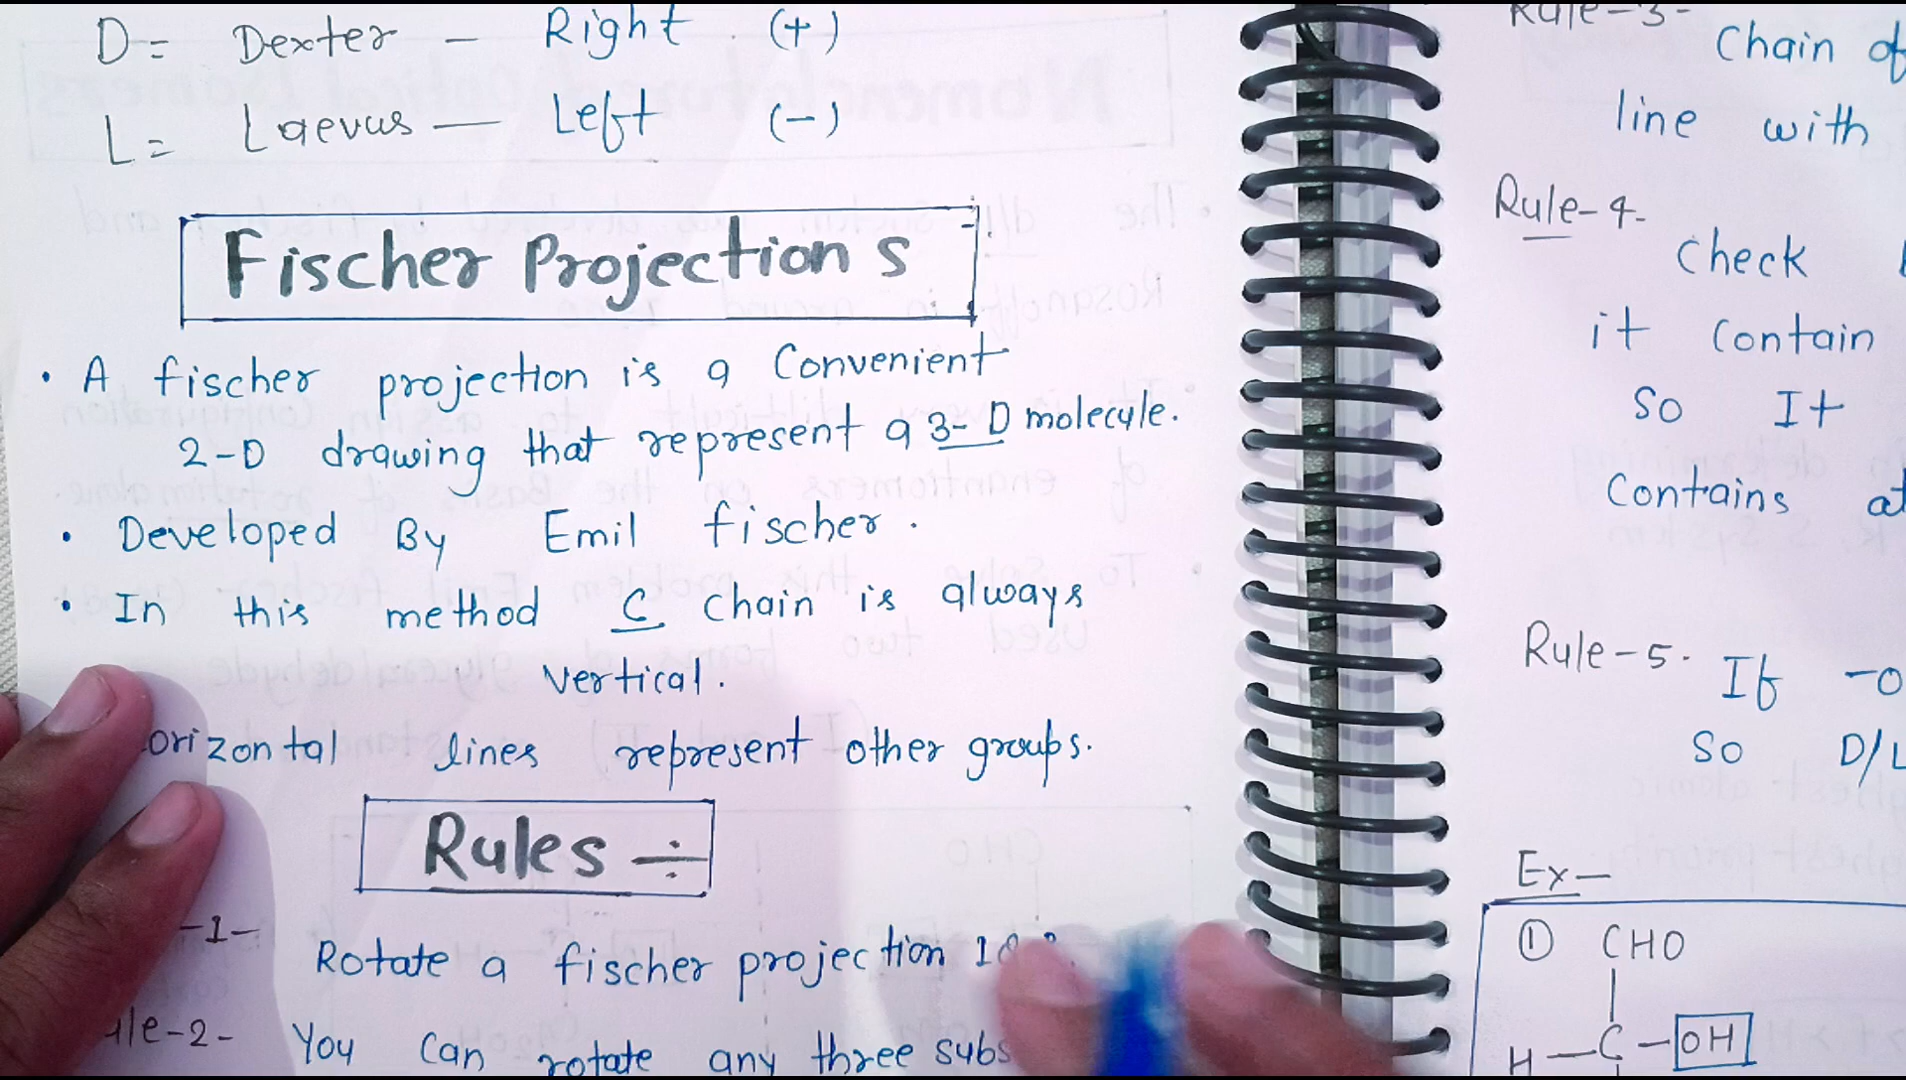 D= Dexter - Right (+)
L= Laevus — Left (-)
Fischer Projections
• A fischer projection is a Convenient
2-D drawing that represent a 3-D molecule.
• Developed By Emil fischer.
• In this method C chain is always
vertical.
orizontal lines represent other groups.
Rules ÷
-1- Rotate a fischer projection
-2- You can rotate any three subs
Rule-3-
Chain of
line with
Rule-4-
Check
it contain
so It
Contains at
Rule-5. If -O
so D/L
Ex-
① CHO
H-C-OH